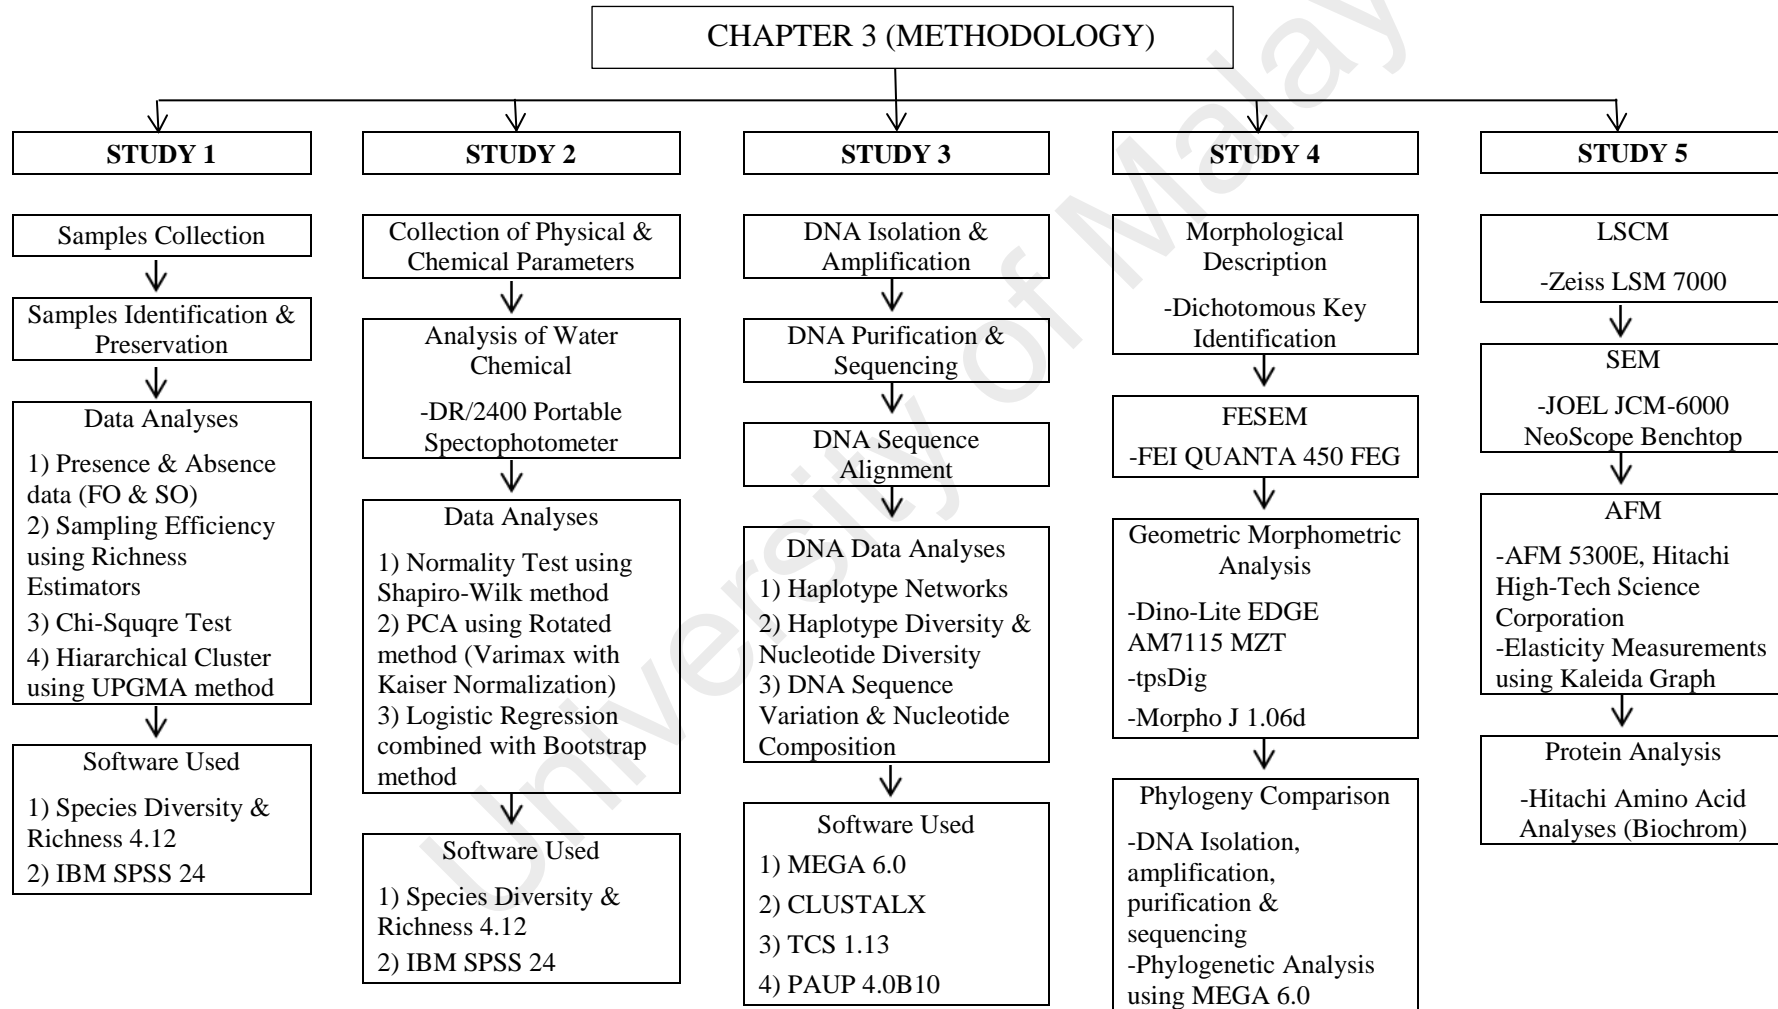 CHAPTER 3 (METHODOLOGY)
STUDY 1
Samples Collection
Samples Identification &
Preservation
Data Analyses
1) Presence & Absence
data (FO & SO)
2) Sampling Efficiency
using Richness
Estimators
3) Chi-Squqre Test
4) Hiararchical Cluster
using UPGMA method
Software Used
1) Species Diversity &
Richness 4.12
2) IBM SPSS 24
STUDY 2
Collection of Physical &
Chemical Parameters
Analysis of Water
Chemical
-DR/2400 Portable
Spectophotometer
Data Analyses
1) Normality Test using
Shapiro-Wilk method
2) PCA using Rotated
method (Varimax with
Kaiser Normalization)
3) Logistic Regression
combined with Bootstrap
method
Software Used
1) Species Diversity &
Richness 4.12
2) IBM SPSS 24
STUDY 3
DNA Isolation &
Amplification
DNA Purification &
Sequencing
DNA Sequence
Alignment
DNA Data Analyses
1) Haplotype Networks
2) Haplotype Diversity &
Nucleotide Diversity
3) DNA Sequence
Variation & Nucleotide
Composition
Software Used
1) MEGA 6.0
2) CLUSTALX
3) TCS 1.13
4) PAUP 4.0B10
STUDY 4
Morphological
Description
-Dichotomous Key
Identification
FESEM
-FEI QUANTA 450 FEG
Geometric Morphometric
Analysis
-Dino-Lite EDGE
AM7115 MZT
-tpsDig
-Morpho J 1.06d
Phylogeny Comparison
-DNA Isolation,
amplification,
purification &
sequencing
-Phylogenetic Analysis
using MEGA 6.0
STUDY 5
LSCM
-Zeiss LSM 7000
SEM
-JOEL JCM-6000
NeoScope Benchtop
AFM
-AFM 5300E, Hitachi
High-Tech Science
Corporation
-Elasticity Measurements
using Kaleida Graph
Protein Analysis
-Hitachi Amino Acid
Analyses (Biochrom)
University of Malay